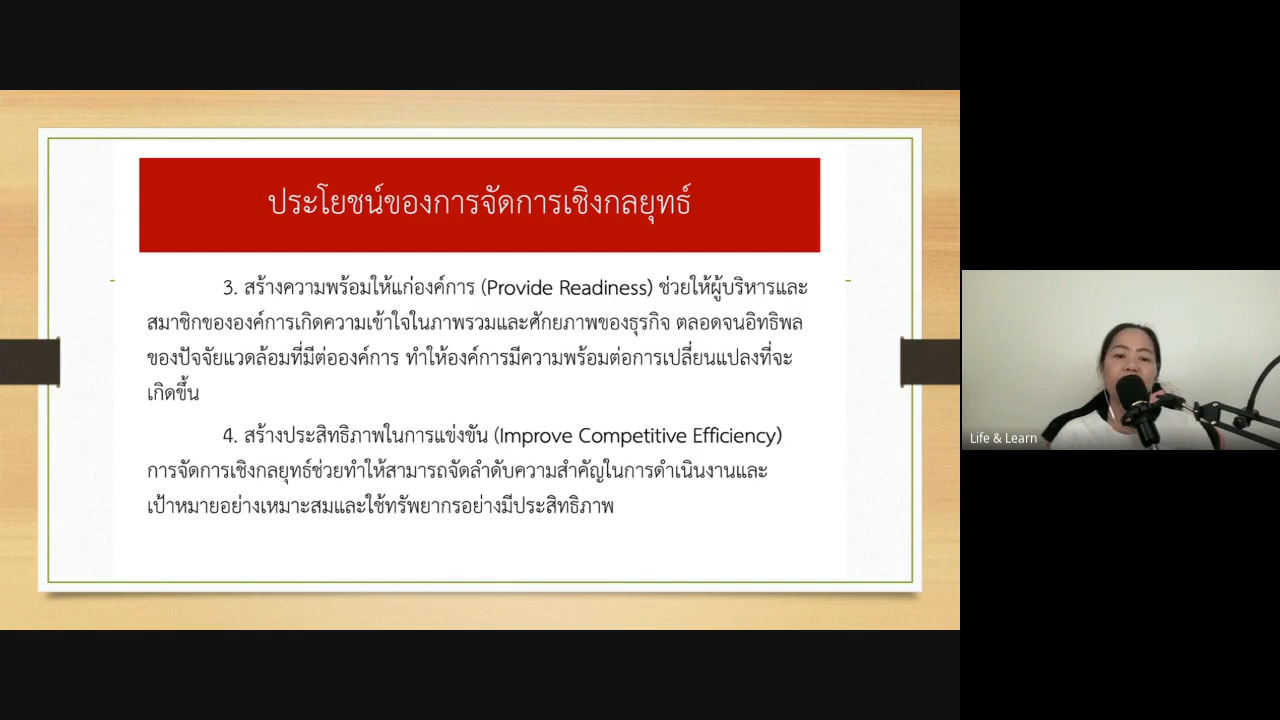 ประโยชน์ของการจัดการเชิงกลยุทธ์
3. สร้างความพร้อมให้แก่องค์การ (Provide Readiness) ช่วยให้ผู้บริหารและ
สมาชิกขององค์การเกิดความเข้าใจในภาพรวมและศักยภาพของธุรกิจ ตลอดจนอิทธิพล
ของปัจจัยแวดล้อมที่มีต่อองค์การ ทำให้องค์การมีความพร้อมต่อการเปลี่ยนแปลงที่จะ
เกิดขึ้น
4. สร้างประสิทธิภาพในการแข่งขัน (Improve Competitive Efficiency)
การจัดการเชิงกลยุทธ์ช่วยทำให้สามารถจัดลำดับความสำคัญในการดำเนินงานและ
เป้าหมายอย่างเหมาะสมและใช้ทรัพยากรอย่างมีประสิทธิภาพ
Life & Learn